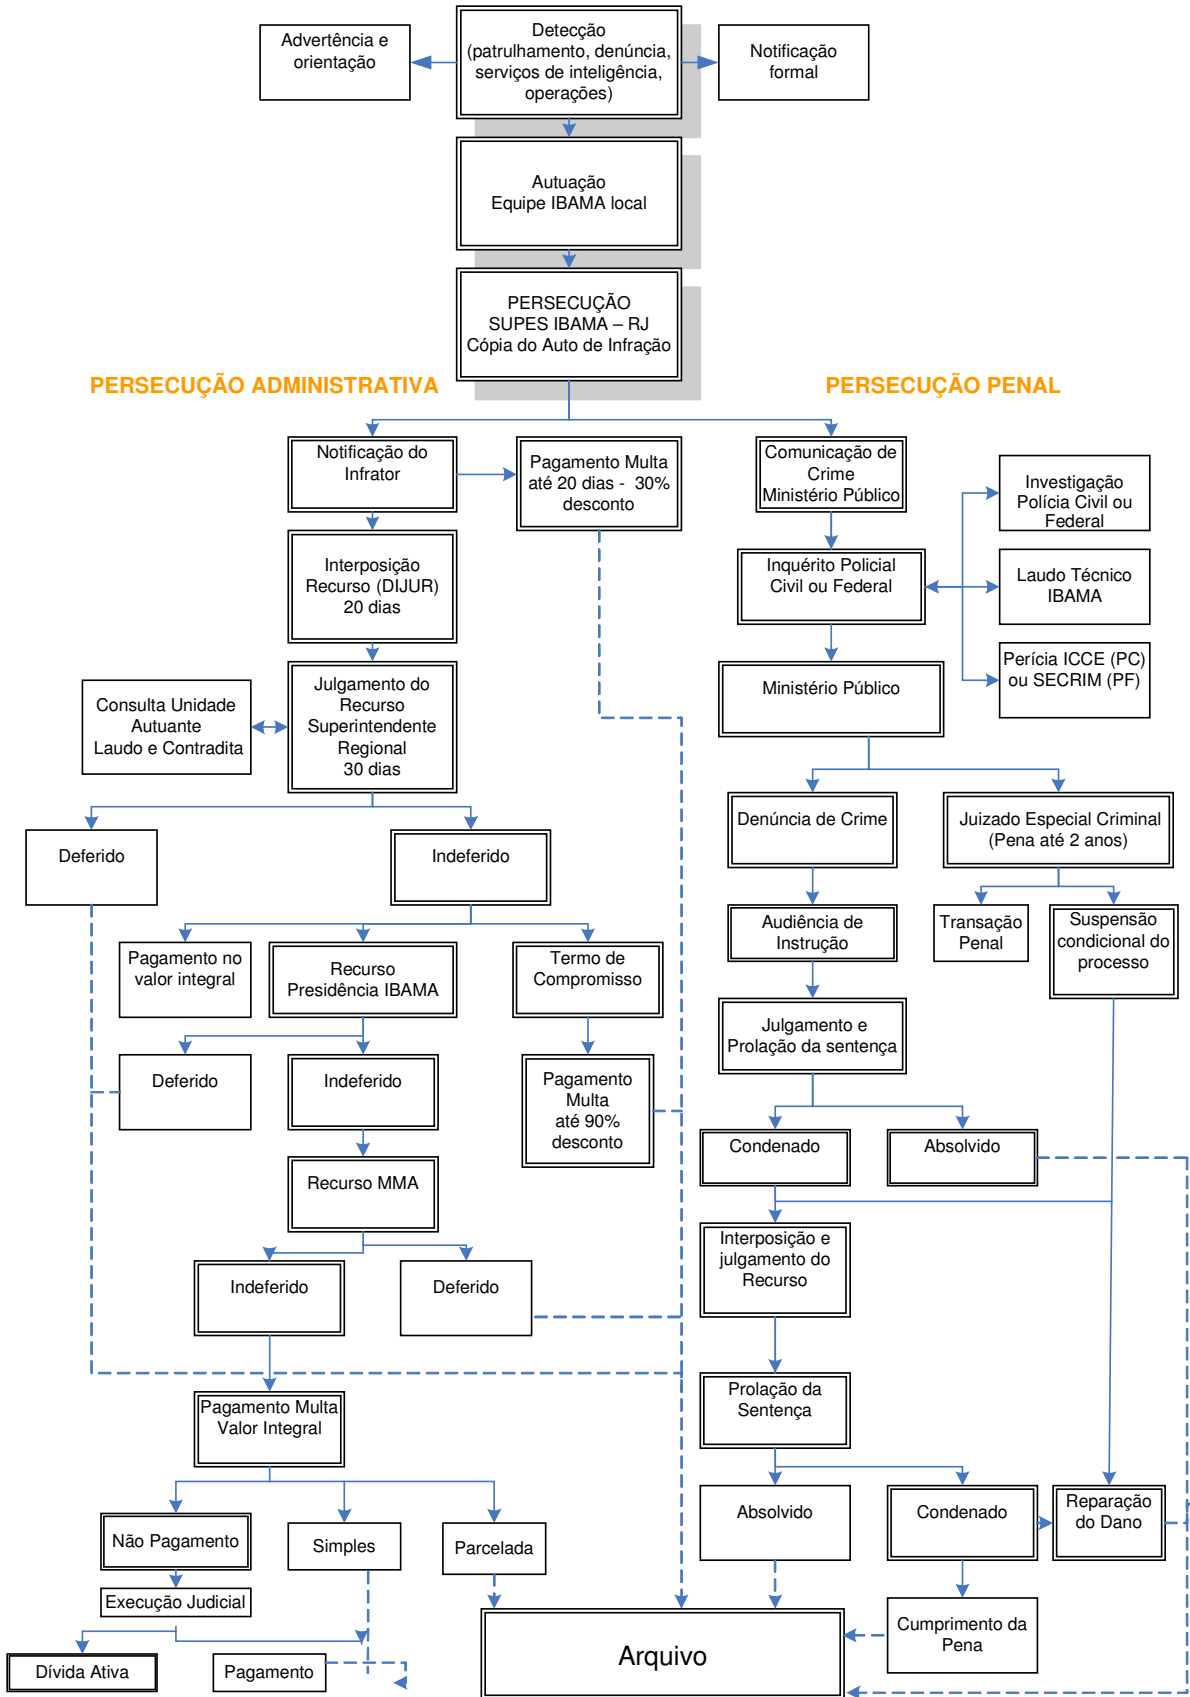 Advertência e
orientação
Detecção
(patrulhamento, denúncia,
serviços de inteligência,
operações)
Notificação
formal
Autuação
Equipe IBAMA local
PERSECUÇÃO
SUPES IBAMA – RJ
Cópia do Auto de Infração
PERSECUÇÃO ADMINISTRATIVA
PERSECUÇÃO PENAL
Notificação do
Infrator
Pagamento Multa
até 20 dias - 30%
desconto
Interposição
Recurso (DIJUR)
20 dias
Consulta Unidade
Autuante
Laudo e Contradita
Julgamento do
Recurso
Superintendente
Regional
30 dias
Deferido
Indeferido
Pagamento no
valor integral
Recurso
Presidência IBAMA
Termo de
Compromisso
Deferido
Indeferido
Pagamento
Multa
até 90%
desconto
Recurso MMA
Indeferido
Deferido
Pagamento Multa
Valor Integral
Não Pagamento
Simples
Parcelada
Execução Judicial
Dívida Ativa
Pagamento
Comunicação de
Crime
Ministério Público
Investigação
Polícia Civil ou
Federal
Inquérito Policial
Civil ou Federal
Laudo Técnico
IBAMA
Perícia ICCE (PC)
ou SECRIM (PF)
Ministério Público
Denúncia de Crime
Juizado Especial Criminal
(Pena até 2 anos)
Audiência de
Instrução
Transação
Penal
Suspensão
condicional do
processo
Julgamento e
Prolação da sentença
Condenado
Absolvido
Interposição e
julgamento do
Recurso
Prolação da
Sentença
Absolvido
Condenado
Reparação
do Dano
Cumprimento da
Pena
Arquivo